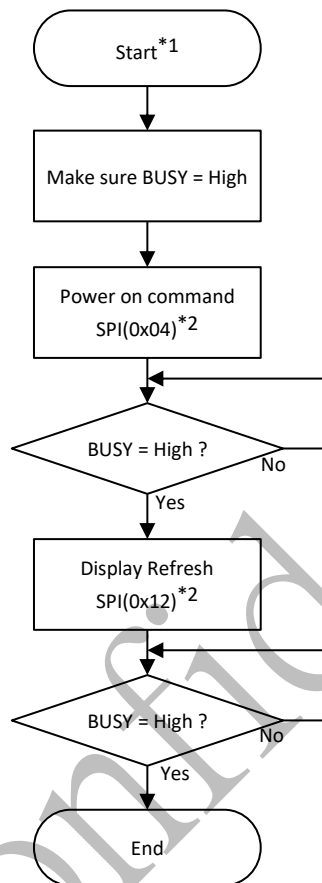 Start*1
Make sure BUSY = High
Power on command
SPI(0x04)*2
BUSY = High ?
No
Yes
Display Refresh
SPI(0x12)*2
BUSY = High ?
No
Yes
End
onfid